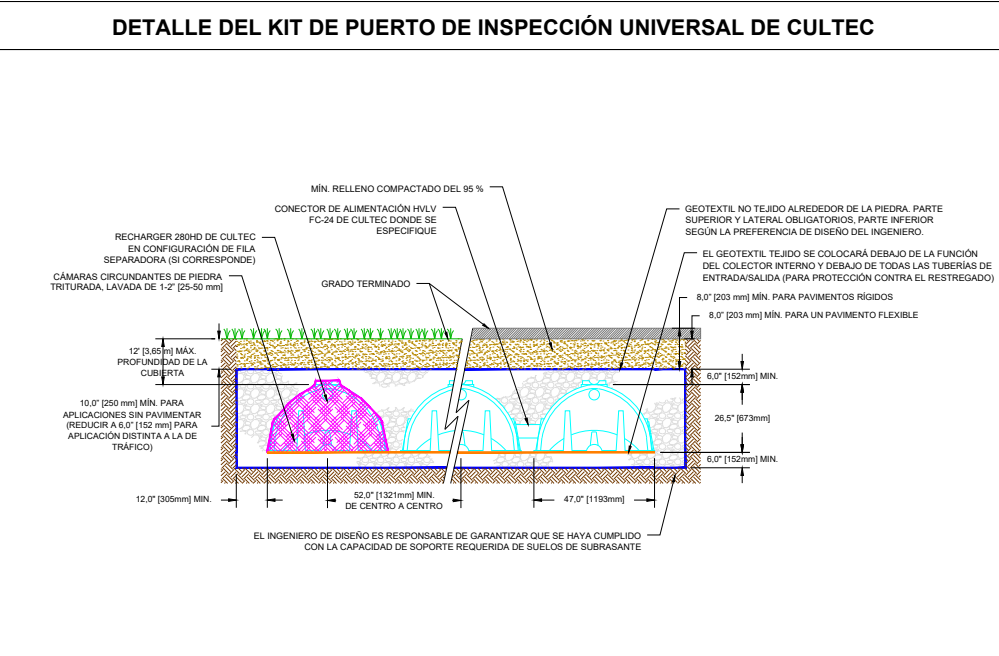 DETALLE DEL KIT DE PUERTO DE INSPECCIÓN UNIVERSAL DE CULTEC
MÍN. RELLENO COMPACTADO DEL 95 %
CONECTOR DE ALIMENTACIÓN HVLV
FC-24 DE CULTEC DONDE SE
ESPECIFIQUE
RECHARGER 280HD DE CULTEC
EN CONFIGURACIÓN DE FILA
SEPARADORA (SI CORRESPONDE)
CÁMARAS CIRCUNDANTES DE PIEDRA
TRITURADA, LAVADA DE 1-2" [25-50 mm]
GRADO TERMINADO
GEOTEXTIL NO TEJIDO ALREDEDOR DE LA PIEDRA. PARTE
SUPERIOR Y LATERAL OBLIGATORIOS, PARTE INFERIOR
SEGÚN LA PREFERENCIA DE DISEÑO DEL INGENIERO.
EL GEOTEXTIL TEJIDO SE COLOCARÁ DEBAJO DE LA FUNCIÓN
DEL COLECTOR INTERNO Y DEBAJO DE TODAS LAS TUBERÍAS DE
ENTRADA/SALIDA (PARA PROTECCIÓN CONTRA EL RESTREGADO)
8,0" [203 mm] MÍN. PARA PAVIMENTOS RÍGIDOS
8,0" [203 mm] MÍN. PARA UN PAVIMENTO FLEXIBLE
12' [3,65 m] MÁX.
PROFUNDIDAD DE LA
CUBIERTA
10,0" [250 mm] MÍN. PARA
APLICACIONES SIN PAVIMENTAR
(REDUCIR A 6,0" [152 mm] PARA
APLICACIÓN DISTINTA A LA DE
TRÁFICO)
6,0" [152mm] MIN.
26,5" [673mm]
6,0" [152mm] MIN.
12,0" [305mm] MIN.
52,0" [1321mm] MIN.
DE CENTRO A CENTRO
47,0" [1193mm]
EL INGENIERO DE DISEÑO ES RESPONSABLE DE GARANTIZAR QUE SE HAYA CUMPLIDO
CON LA CAPACIDAD DE SOPORTE REQUERIDA DE SUELOS DE SUBRASANTE